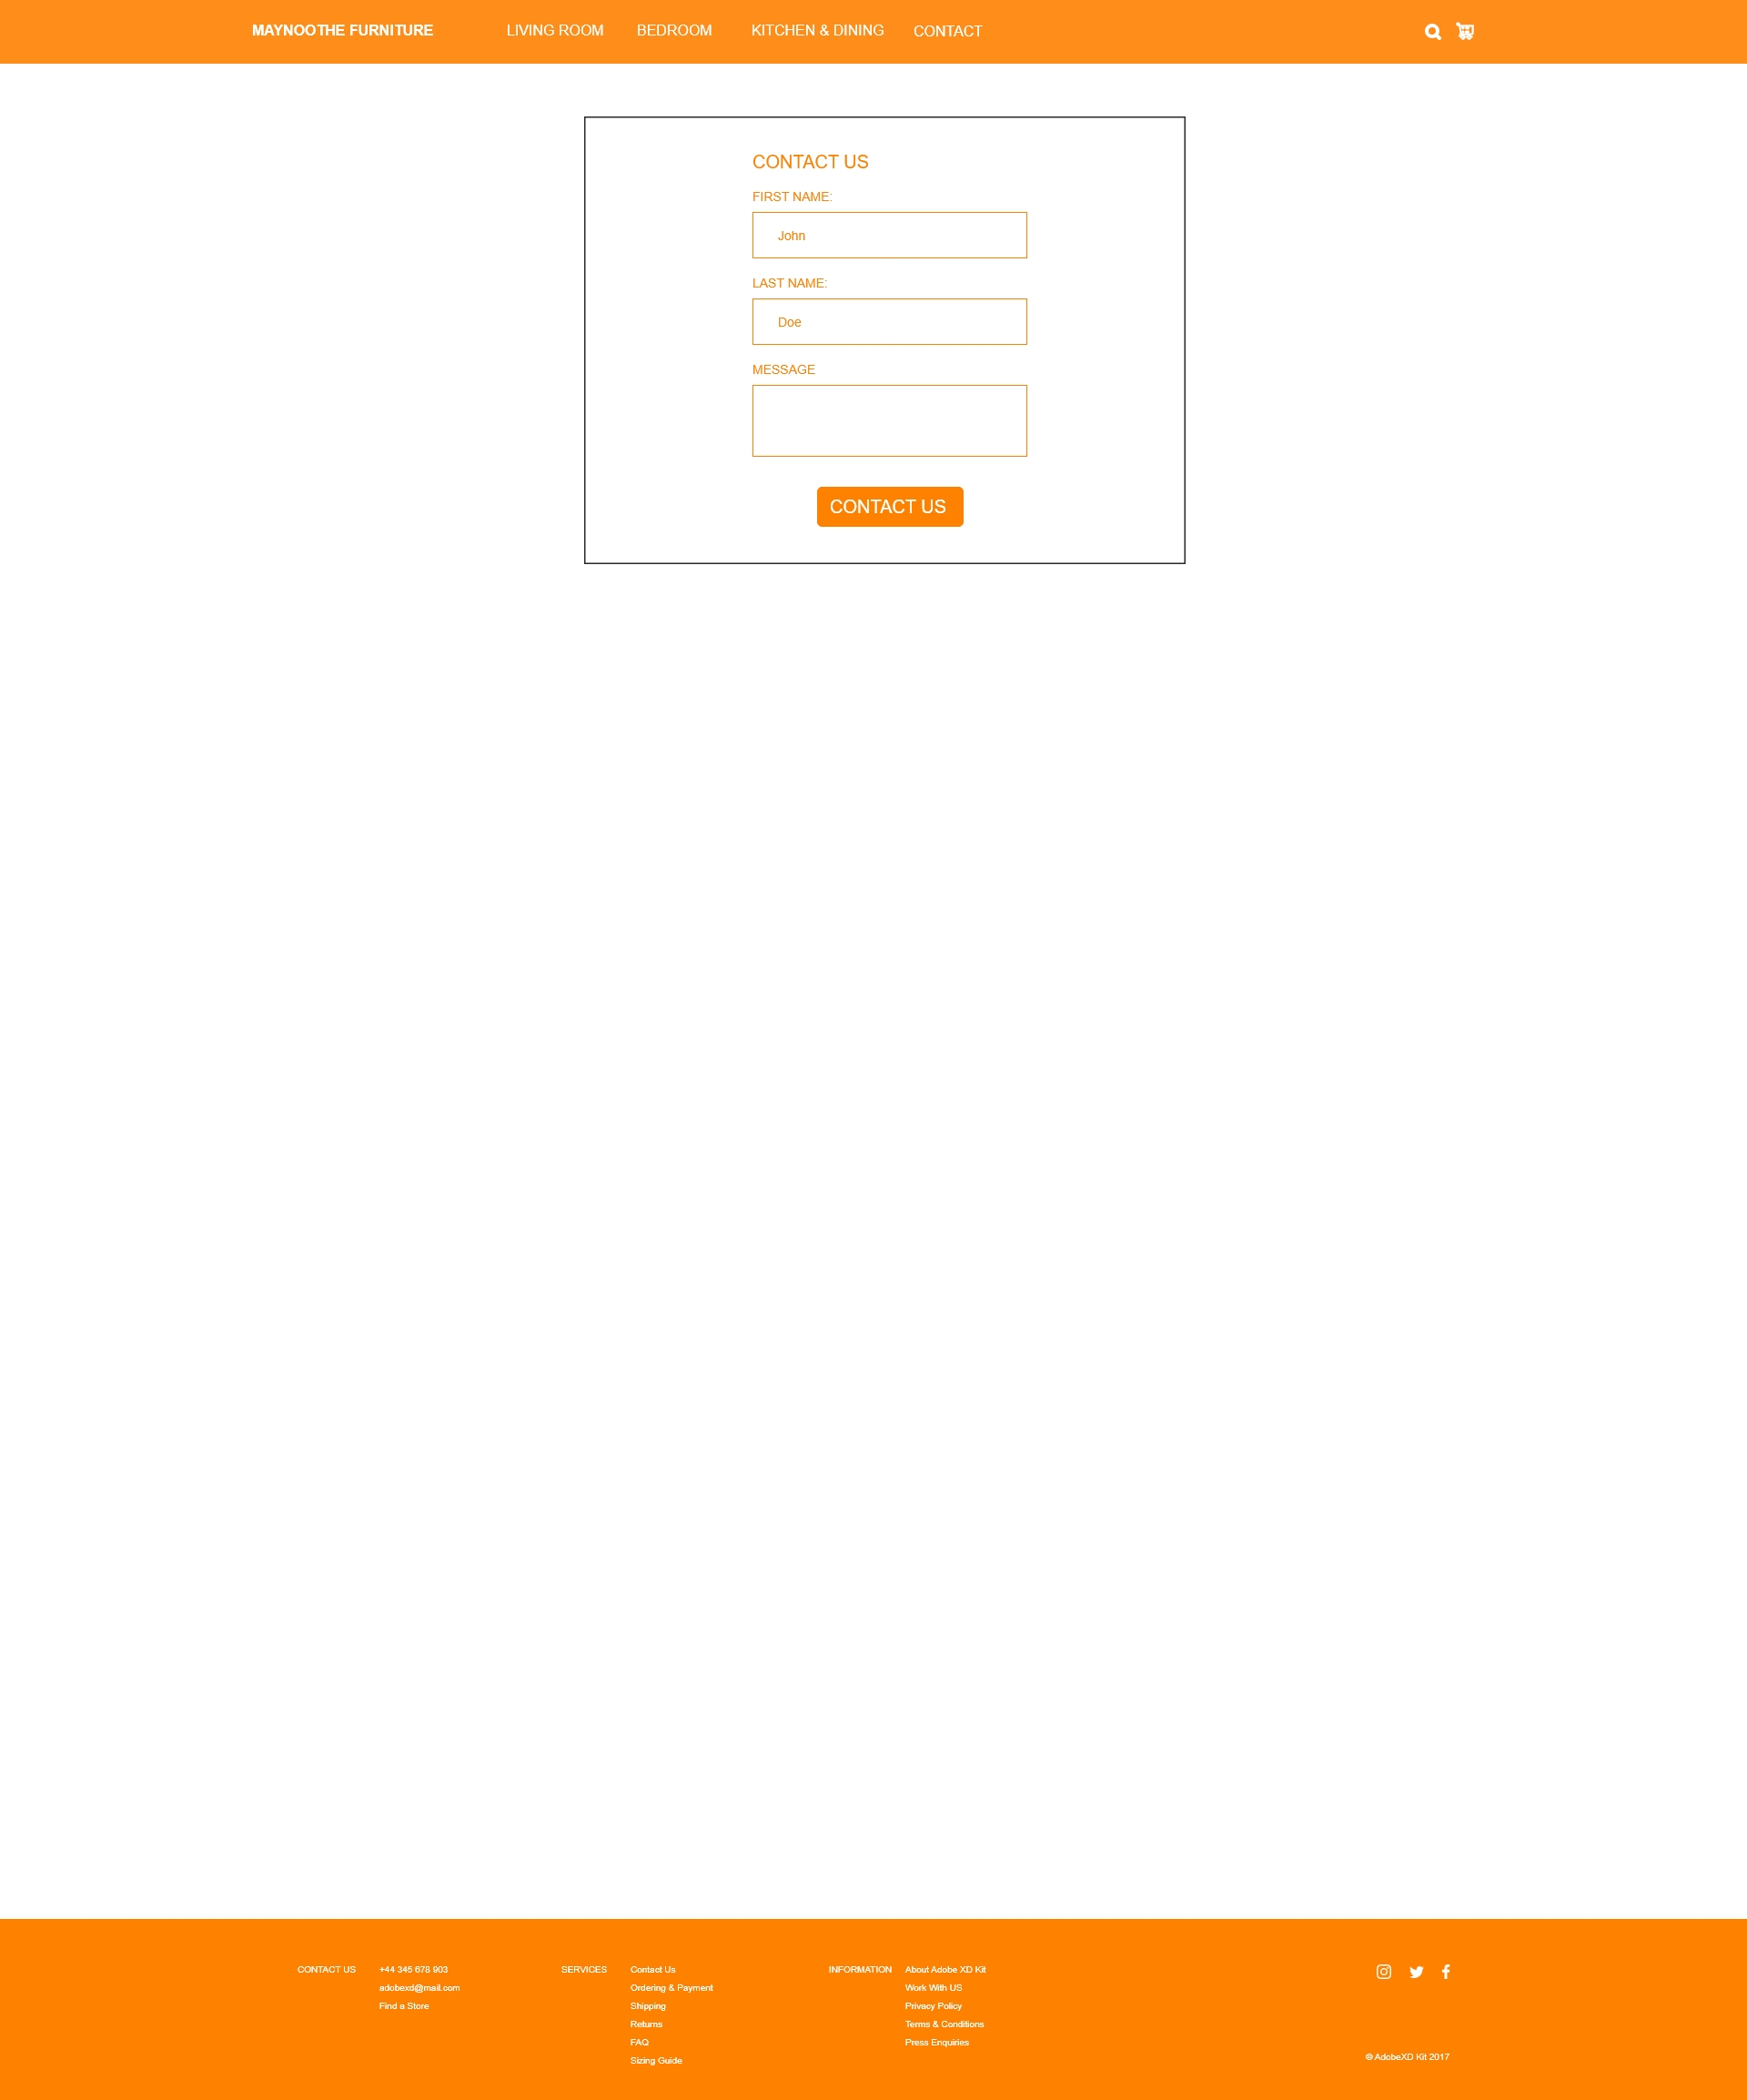 MAYNOOTHE FURNITURE LIVING ROOM BEDROOM KITCHEN & DINING CONTACT
CONTACT US
FIRST NAME:
John
LAST NAME:
Doe
MESSAGE
CONTACT US
CONTACT US
+44 345 678 903
adobexd@mail.com
Find a Store
SERVICES
Contact Us
Ordering & Payment
Shipping
Returns
FAQ
Sizing Guide
INFORMATION
About Adobe XD Kit
Work With US
Privacy Policy
Terms & Conditions
Press Enquiries
© AdobeXD Kit 2017